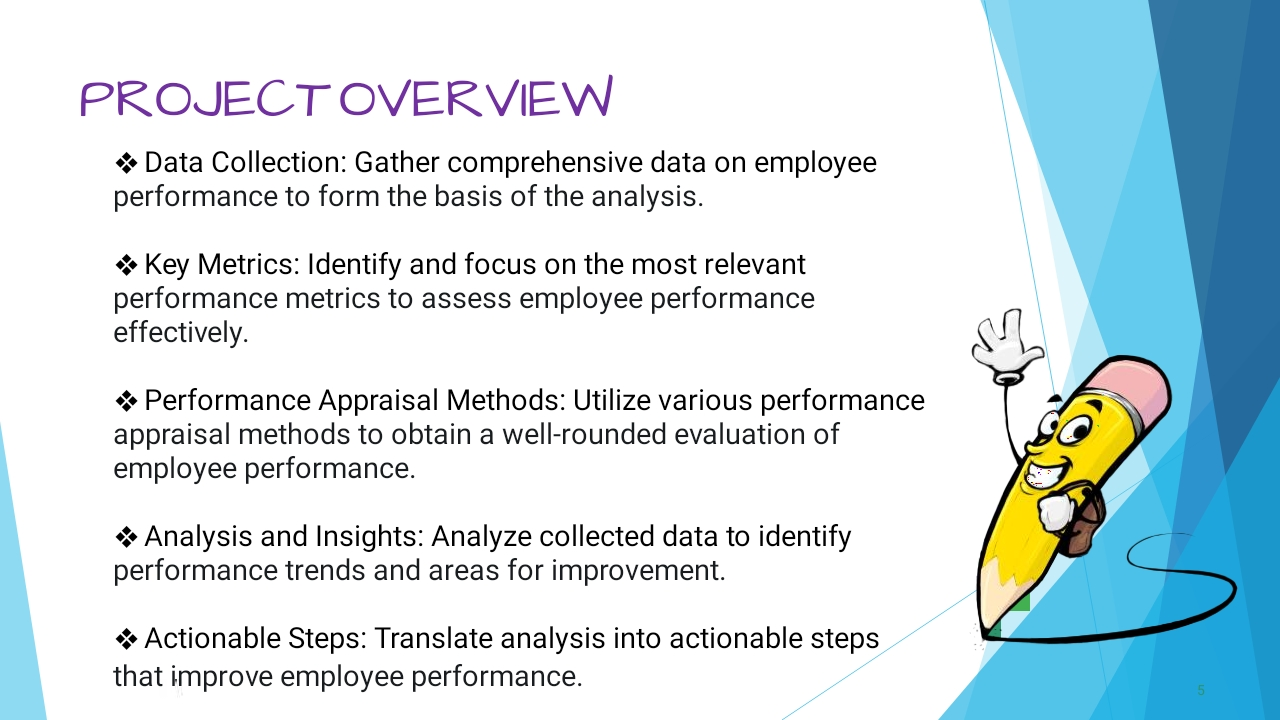 PROJECT OVERVIEW
❖ Data Collection: Gather comprehensive data on employee
performance to form the basis of the analysis.
❖ Key Metrics: Identify and focus on the most relevant
performance metrics to assess employee performance
effectively.
❖ Performance Appraisal Methods: Utilize various performance
appraisal methods to obtain a well-rounded evaluation of
employee performance.
❖ Analysis and Insights: Analyze collected data to identify
performance trends and areas for improvement.
❖ Actionable Steps: Translate analysis into actionable steps
that improve employee performance.
5